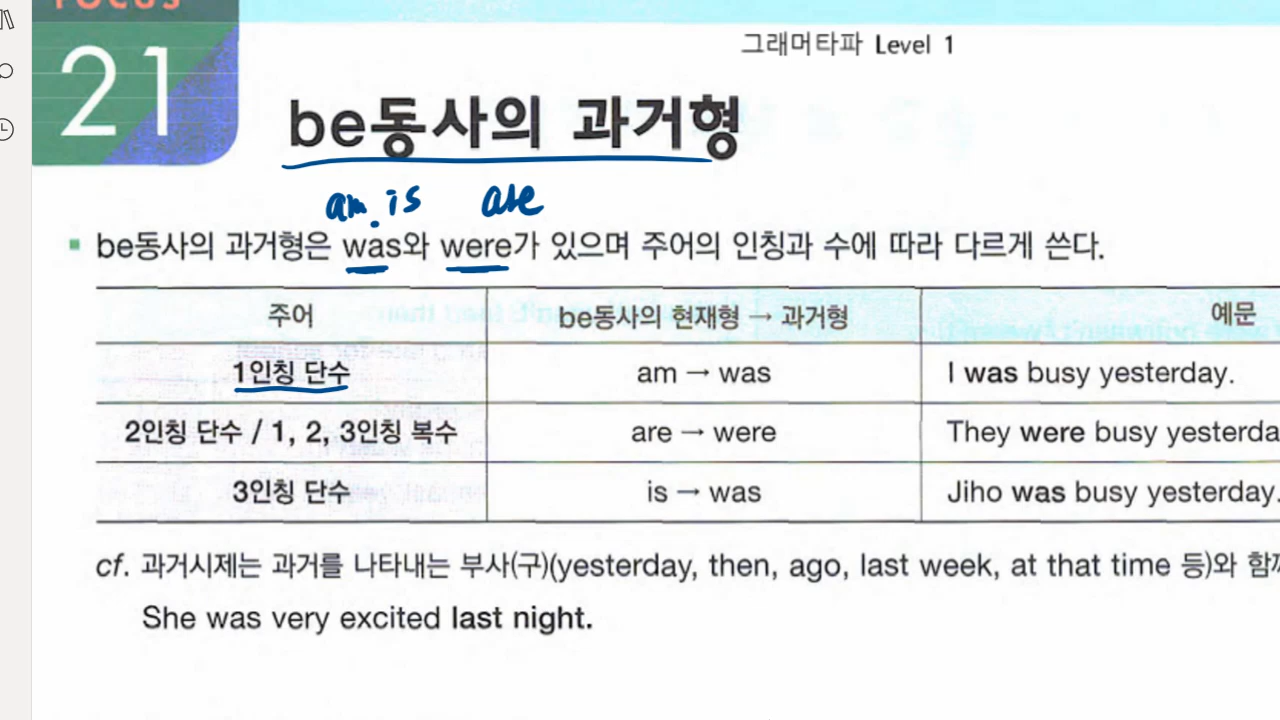 FOCUS
21
그래머타파 Level 1
be동사의 과거형
am. is are
be동사의 과거형은 was와 were가 있으며 주어의 인칭과 수에 따라 다르게 쓴다.
주어 be동사의 현재형 → 과거형 예문
1인칭 단수 am → was I was busy yesterday.
2인칭 단수 / 1, 2, 3인칭 복수 are → were They were busy yesterda
3인칭 단수 is → was Jiho was busy yesterday.
cf. 과거시제는 과거를 나타내는 부사(구)(yesterday, then, ago, last week, at that time 등)와 함
She was very excited last night.